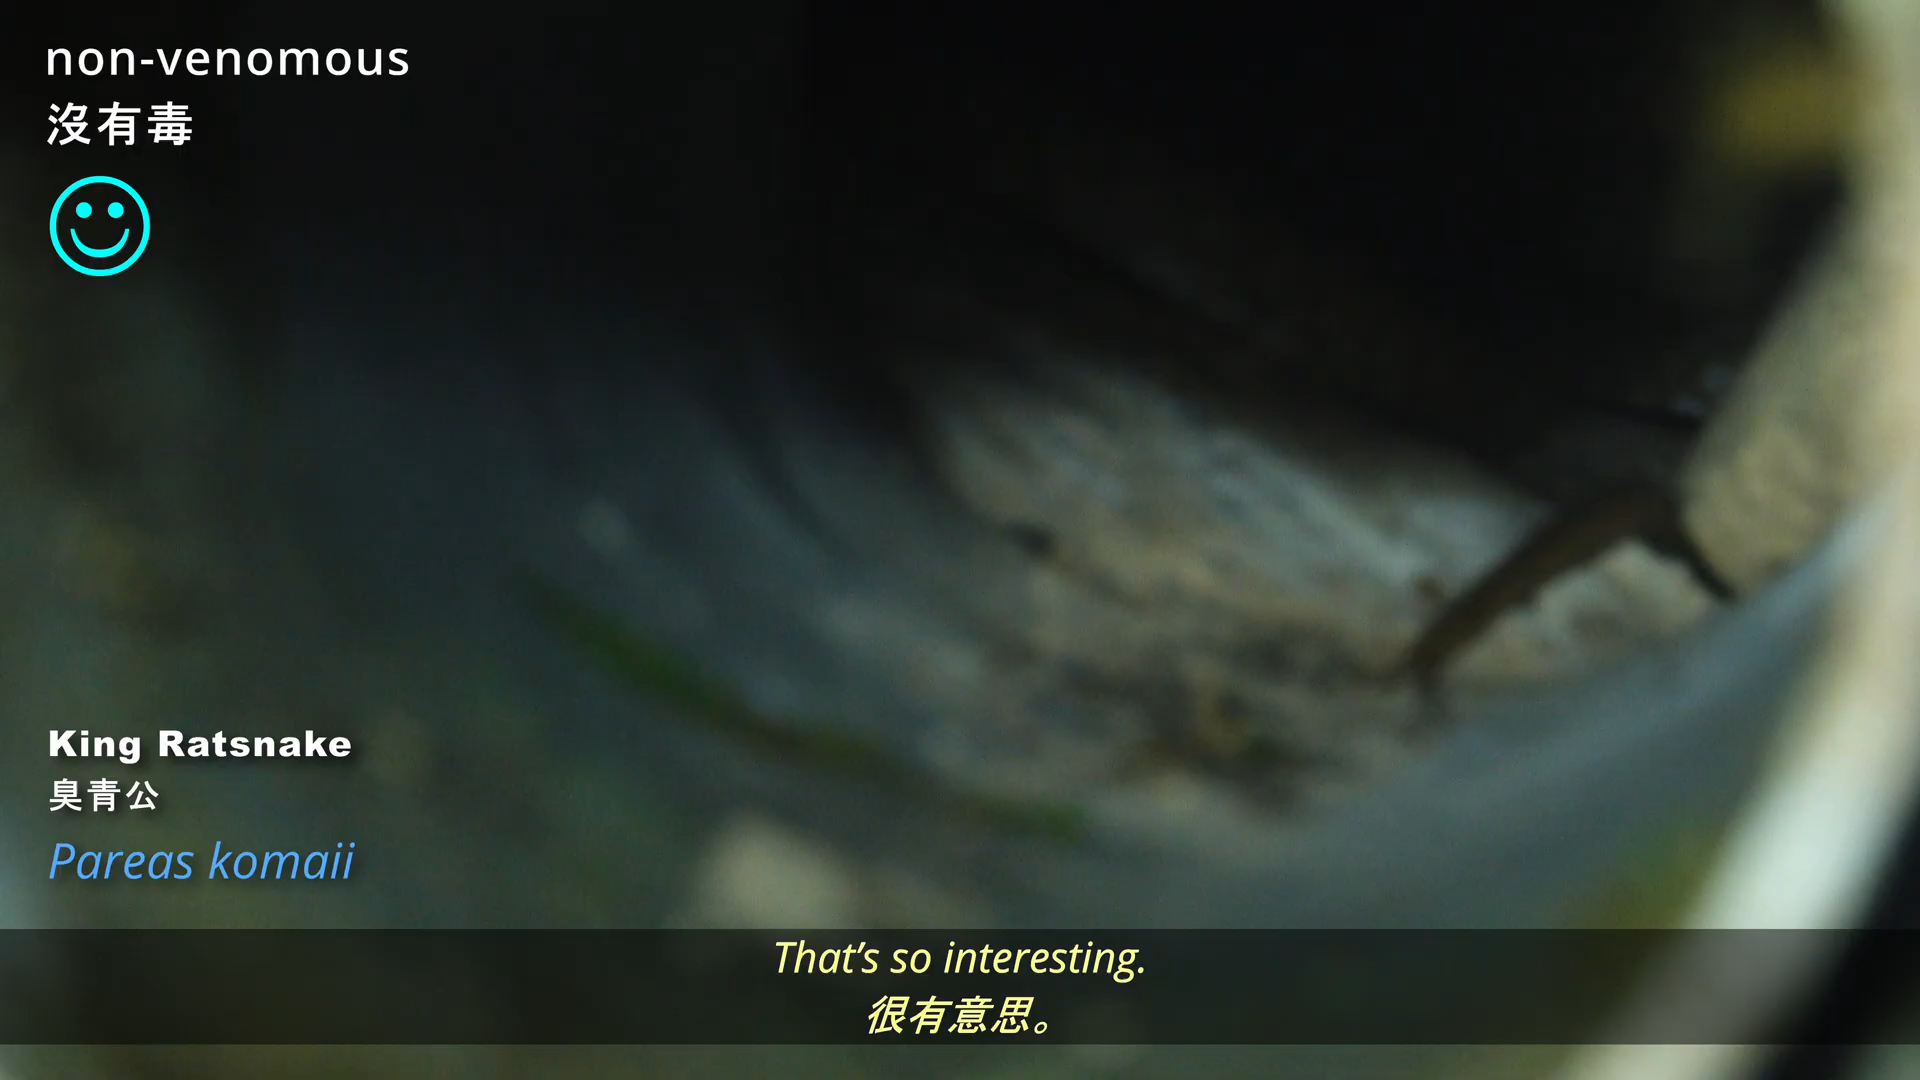 non-venomous
沒有毒
King Ratsnake
臭青公
Pareas komaii
That's so interesting.
很有意思。